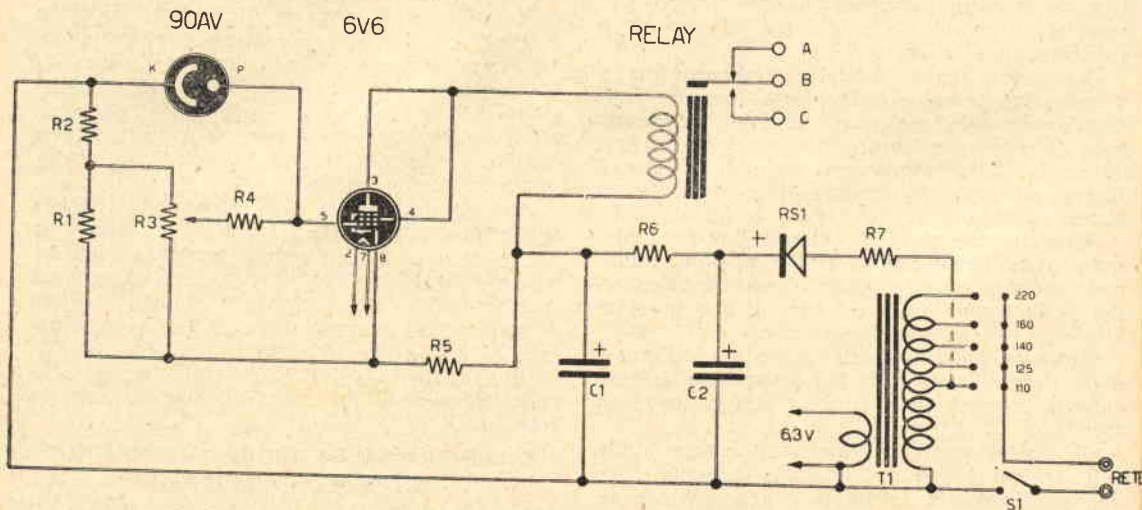 90AV
6V6
RELAY
A
B
C
K
P
R2
R1
R3
R4
3
5
4
2
7
8
R6
RS1
+
R7
R5
+
C1
+
C2
220
160
140
125
110
6,3 V
T1
RETE
S1